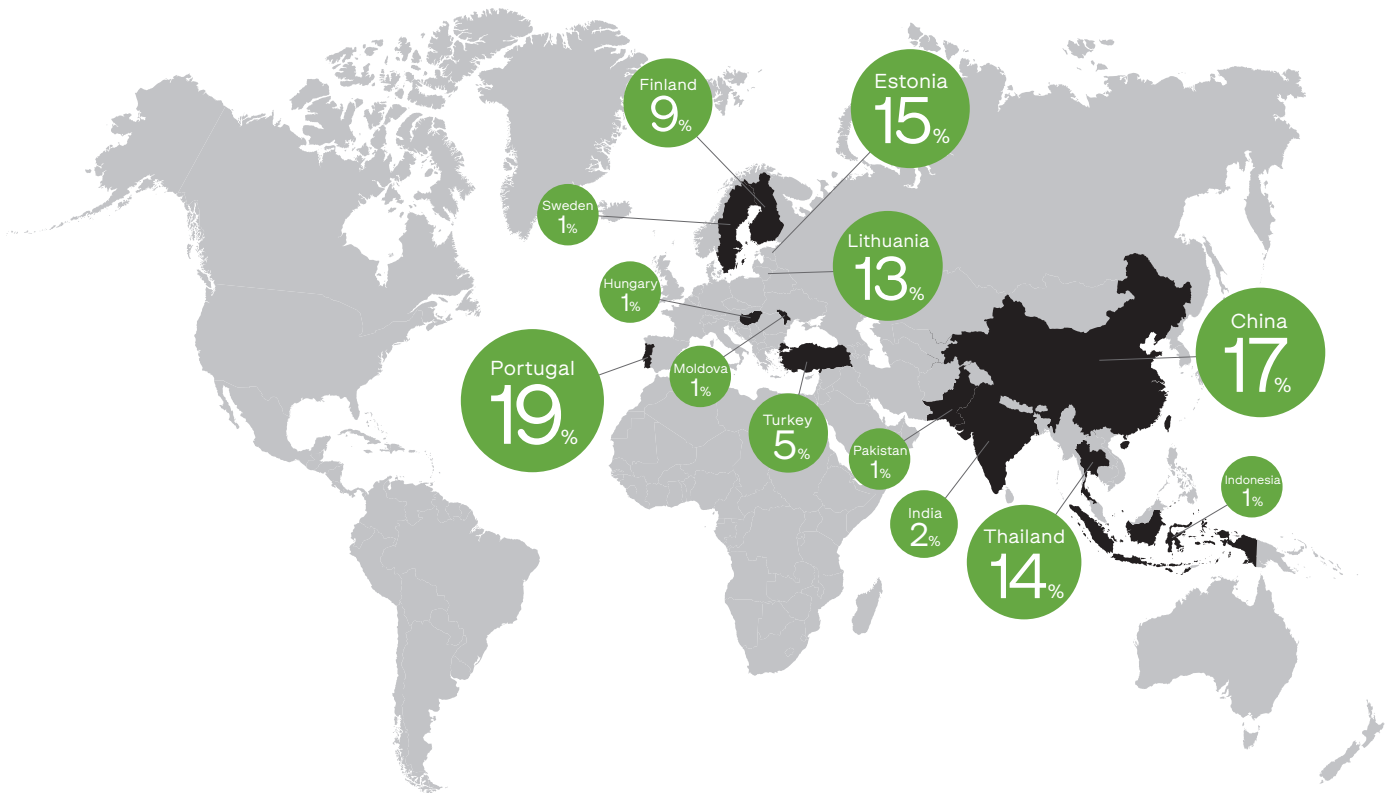 Finland
9%
Estonia
15%
Sweden
1%
Lithuania
13%
Hungary
1%
China
17%
Portugal
19%
Moldova
1%
Turkey
5%
Pakistan
1%
Indonesia
1%
India
2%
Thailand
14%